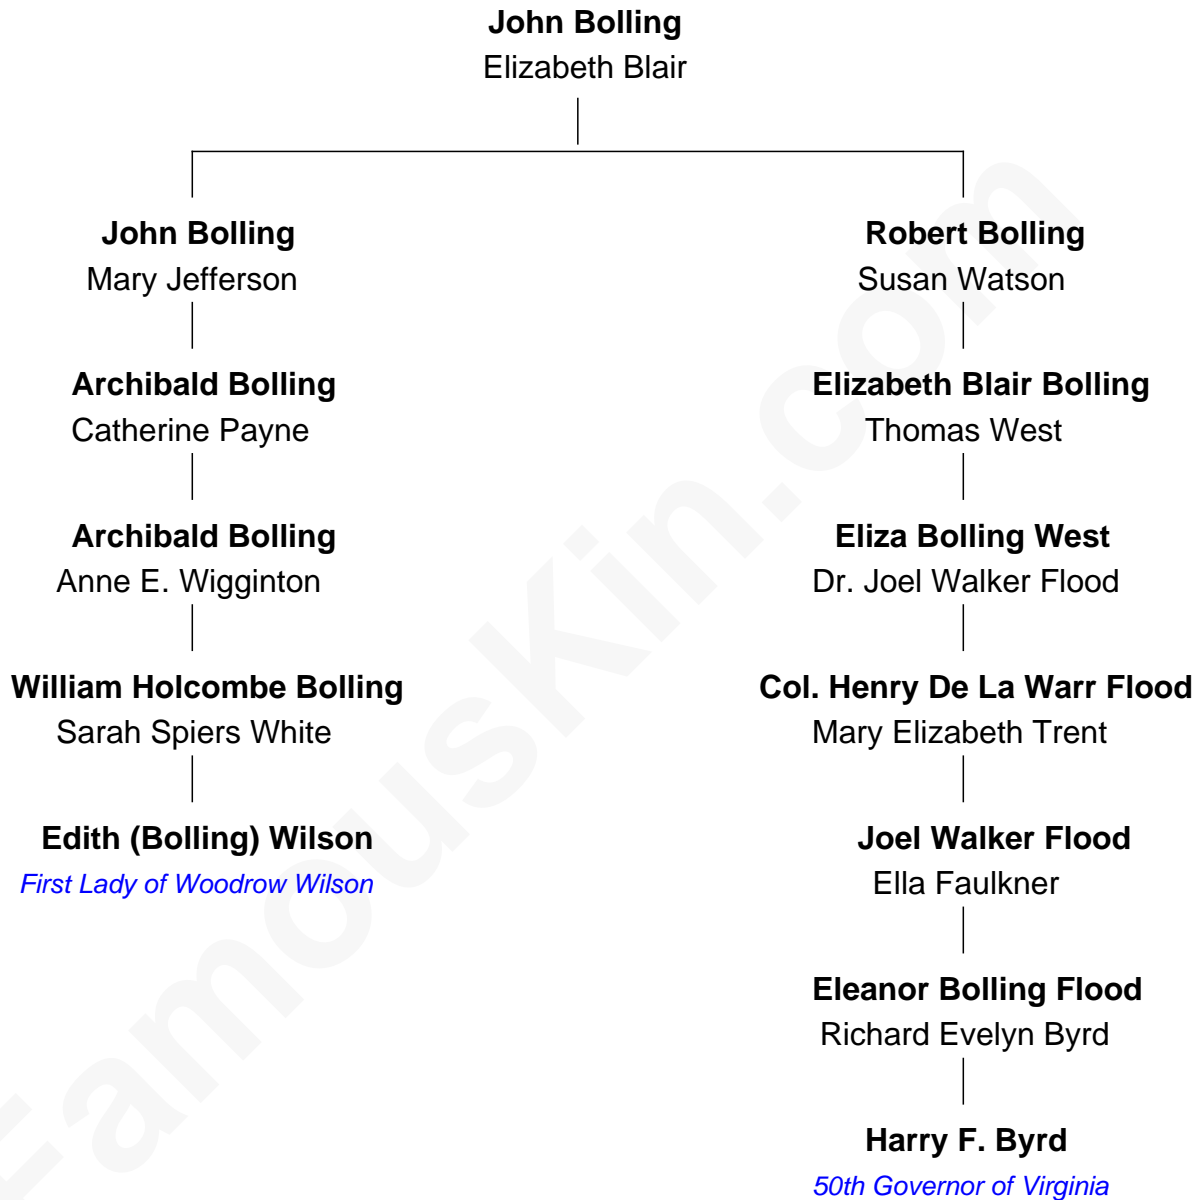 John Bolling
Elizabeth Blair
John Bolling
Mary Jefferson
Robert Bolling
Susan Watson
Archibald Bolling
Catherine Payne
Elizabeth Blair Bolling
Thomas West
Archibald Bolling
Anne E. Wigginton
Eliza Bolling West
Dr. Joel Walker Flood
William Holcombe Bolling
Sarah Spiers White
Col. Henry De La Warr Flood
Mary Elizabeth Trent
Edith (Bolling) Wilson
First Lady of Woodrow Wilson
Joel Walker Flood
Ella Faulkner
Eleanor Bolling Flood
Richard Evelyn Byrd
Harry F. Byrd
50th Governor of Virginia
FamousKin.com